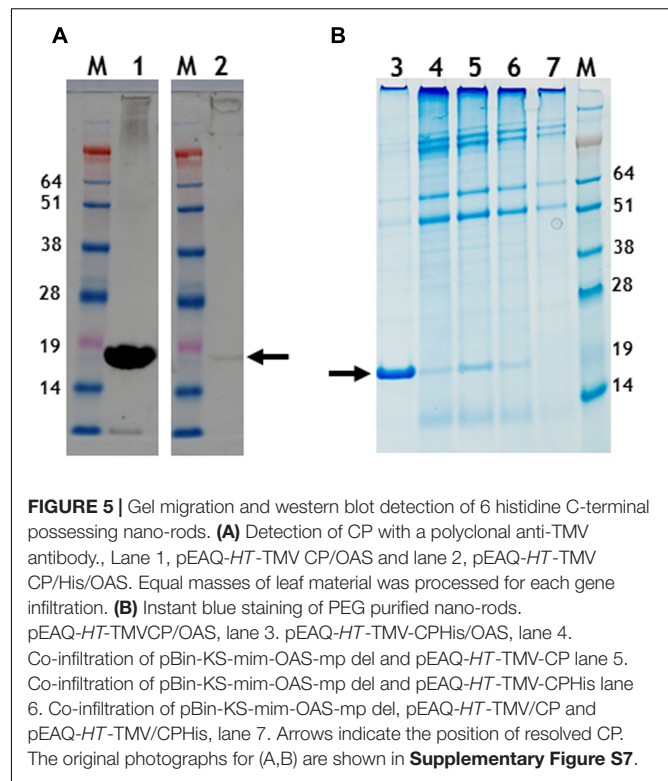 A
B
M 1 M 2
3 4 5 6 7 M
64
51
38
28
19
14
64
51
38
28
19
14
FIGURE 5 | Gel migration and western blot detection of 6 histidine C-terminal
possessing nano-rods. (A) Detection of CP with a polyclonal anti-TMV
antibody., Lane 1, pEAQ-HT-TMV CP/OAS and lane 2, pEAQ-HT-TMV
CP/His/OAS. Equal masses of leaf material was processed for each gene
infiltration. (B) Instant blue staining of PEG purified nano-rods.
pEAQ-HT-TMVCP/OAS, lane 3. pEAQ-HT-TMV-CPHis/OAS, lane 4.
Co-infiltration of pBin-KS-mim-OAS-mp del and pEAQ-HT-TMV-CP lane 5.
Co-infiltration of pBin-KS-mim-OAS-mp del and pEAQ-HT-TMV-CPHis lane
6. Co-infiltration of pBin-KS-mim-OAS-mp del, pEAQ-HT-TMV/CP and
pEAQ-HT-TMV/CPHis, lane 7. Arrows indicate the position of resolved CP.
The original photographs for (A,B) are shown in Supplementary Figure S7.